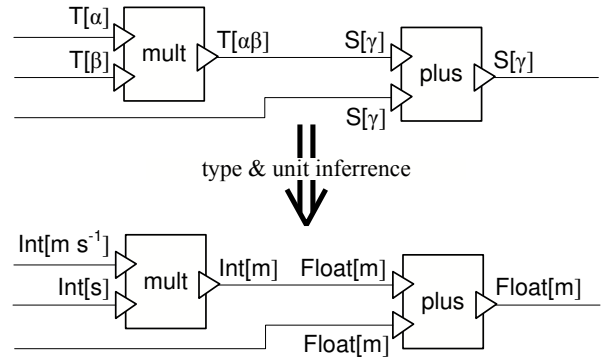 T[α]
mult
T[β]
T[αβ]
S[γ]
plus
S[γ]
S[γ]
type & unit inferrence
Int[m s⁻¹]
mult
Int[s]
Int[m]
Float[m]
plus
Float[m]
Float[m]